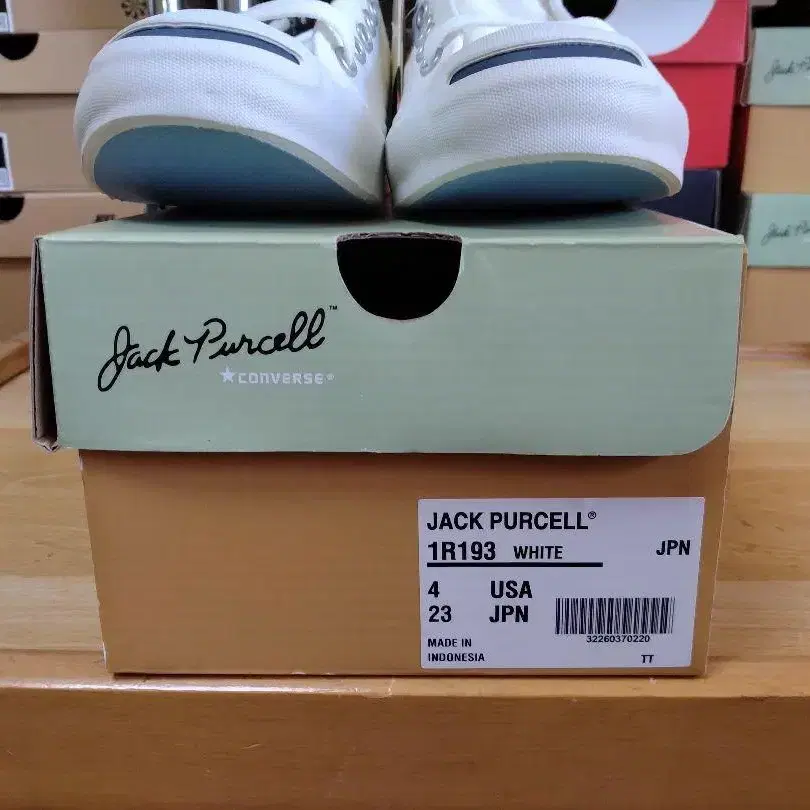 Jack Purcell™
★CONVERSE®
JACK PURCELL®
1R193 WHITE JPN
4 USA
23 JPN
32260370220
MADE IN
INDONESIA
TT